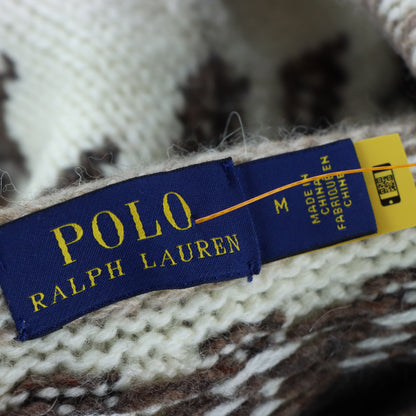 POLO
RALPH LAUREN
M
MADE IN
CHINA
FABRIQUÉ EN
CHINE